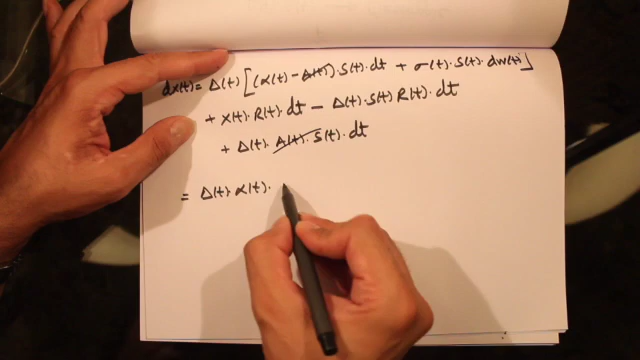 dX(t) = Δ(t) [(α(t) - A(t)) · S(t) · dt + σ(t) · S(t) · dW(t)]
+ X(t) · R(t) · dt - Δ(t) · S(t) R(t) · dt
+ Δ(t) · A(t) · S(t) · dt
= Δ(t) · α(t) ·